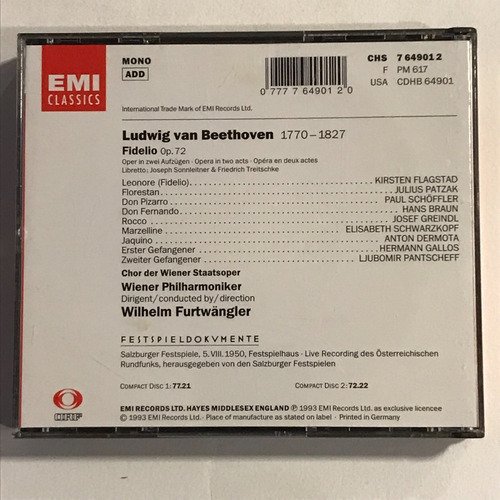 EMI
CLASSICS
MONO
ADD
0 777 7 64901 2 0
CHS 7 64901 2
F PM 617
USA CDHB 64901
International Trade Mark of EMI Records Ltd.
Ludwig van Beethoven 1770–1827
Fidelio Op. 72
Oper in zwei Aufzügen · Opera in two acts · Opéra en deux actes
Libretto: Joseph Sonnleitner & Friedrich Treitschke
Leonore (Fidelio) KIRSTEN FLAGSTAD
Florestan JULIUS PATZAK
Don Pizarro PAUL SCHÖFFLER
Don Fernando HANS BRAUN
Rocco JOSEF GREINDL
Marzelline ELISABETH SCHWARZKOPF
Jaquino ANTON DERMOTA
Erster Gefangener HERMANN GALLOS
Zweiter Gefangener LJUBOMIR PANTSCHEFF
Chor der Wiener Staatsoper
Wiener Philharmoniker
Dirigent/conducted by/direction
Wilhelm Furtwängler
FESTSPIELDOKUMENTE
Salzburger Festspiele, 5. VIII. 1950, Festspielhaus · Live Recording des Österreichischen
Rundfunks, herausgegeben von den Salzburger Festspielen
COMPACT DISC 1: 77.21 COMPACT DISC 2: 72.22
ORF
EMI RECORDS LTD. HAYES MIDDLESEX ENGLAND ℗ 1993 EMI Records Ltd. as exclusive licencee
© 1993 EMI Records Ltd. · Place of manufacture as stated on label · Printed in Germany